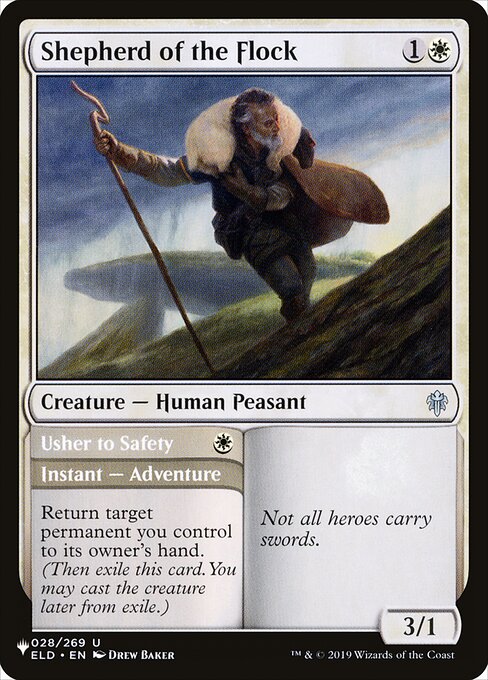 Shepherd of the Flock 1
Creature — Human Peasant
Usher to Safety
Instant — Adventure
Return target
permanent you control
to its owner's hand.
(Then exile this card. You
may cast the creature
later from exile.)
Not all heroes carry
swords.
3/1
028/269 U
ELD • EN Drew Baker
™ & © 2019 Wizards of the Coast